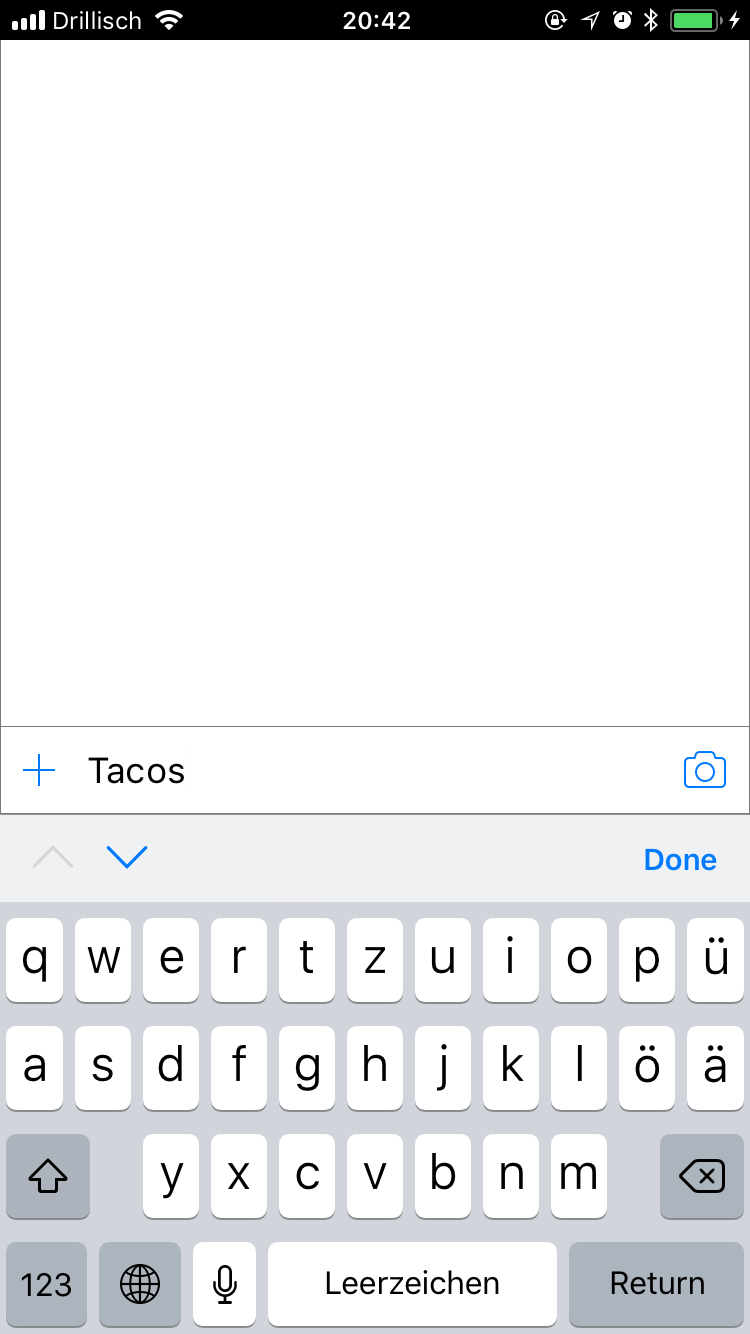 Drillisch 20:42
Tacos
Done
q w e r t z u i o p ü
a s d f g h j k l ö ä
y x c v b n m
123 Leerzeichen Return